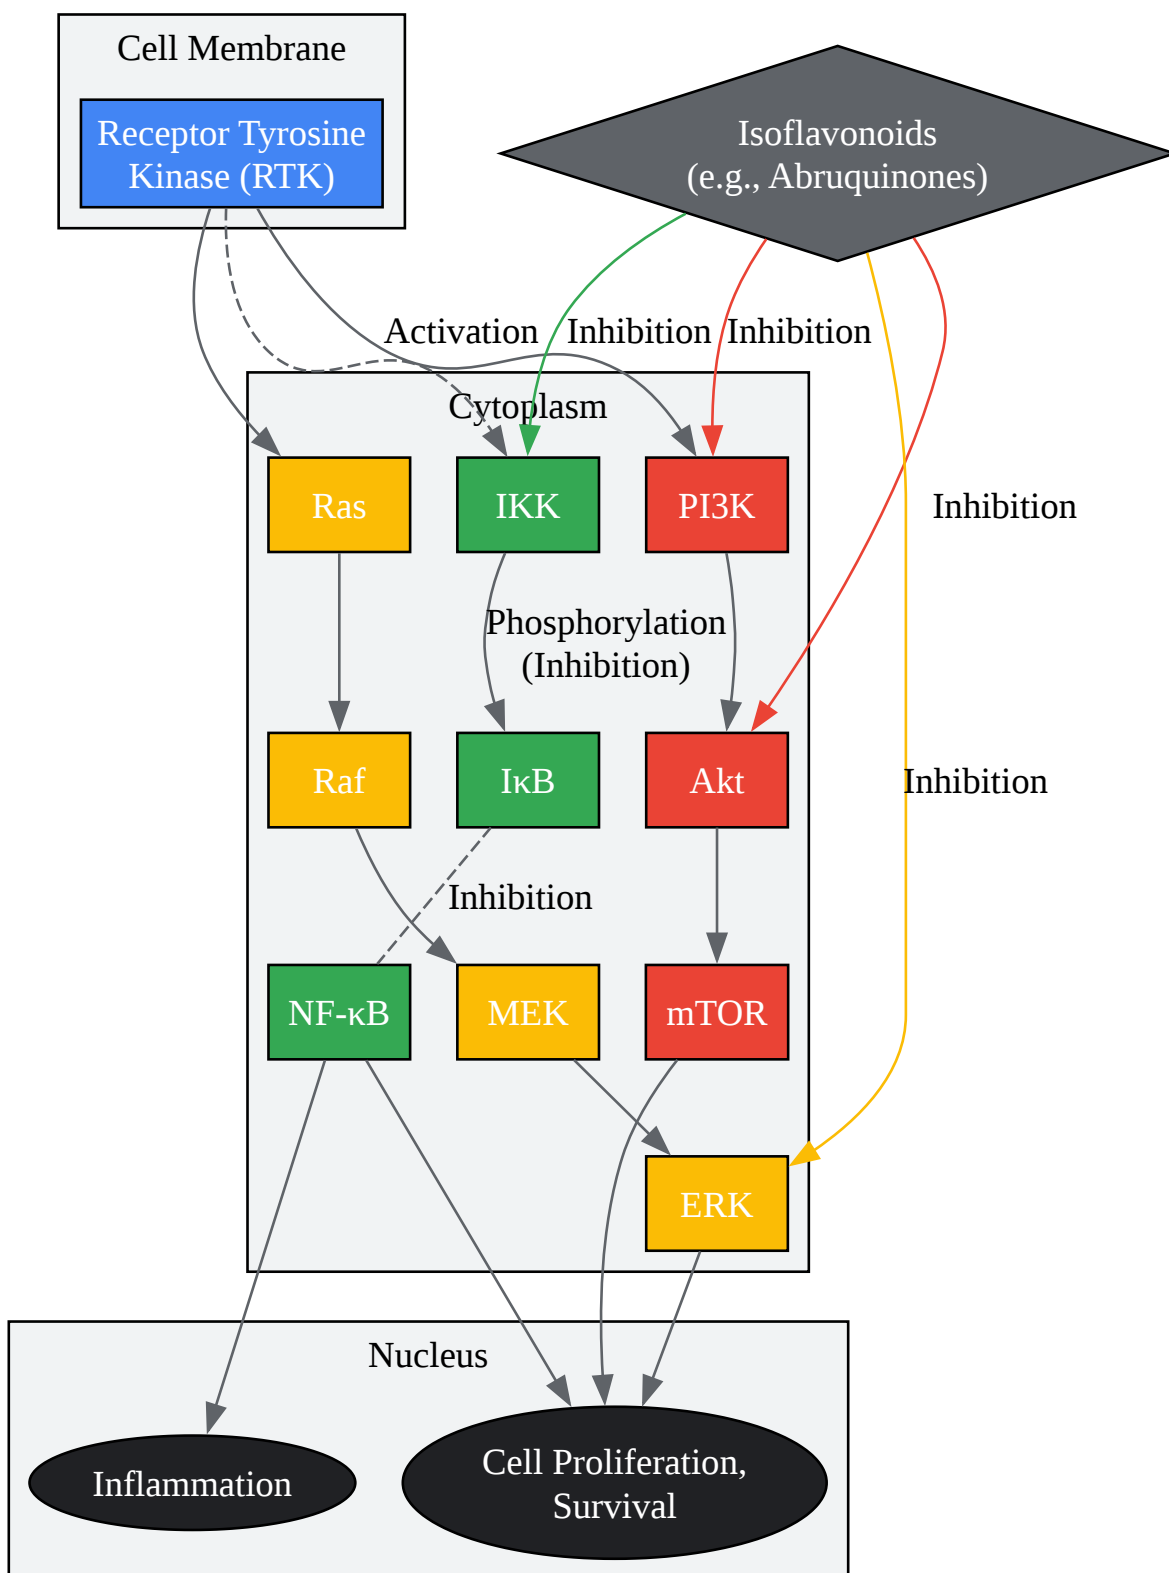 Cell Membrane
Receptor Tyrosine
Kinase (RTK)
Isoflavonoids
(e.g., Abruquinones)
Activation
Inhibition
Inhibition
Cytoplasm
Ras
IKK
PI3K
Inhibition
Phosphorylation
(Inhibition)
Raf
IκB
Akt
Inhibition
Inhibition
NF-κB
MEK
mTOR
ERK
Nucleus
Inflammation
Cell Proliferation,
Survival